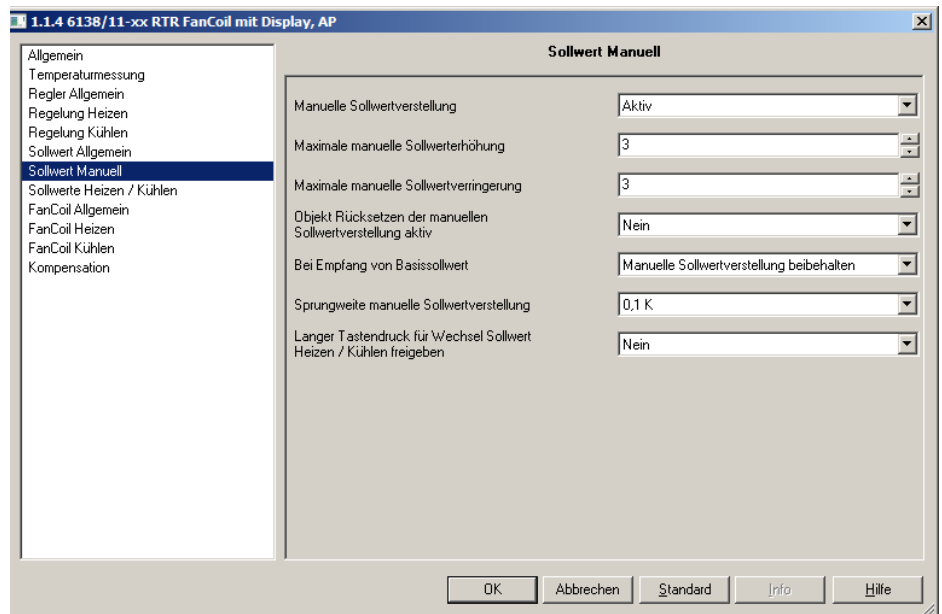 1.1.4 6138/11-xx RTR FanCoil mit Display, AP
Allgemein
Temperaturmessung
Regler Allgemein
Regelung Heizen
Regelung Kühlen
Sollwert Allgemein
Sollwert Manuell
Sollwerte Heizen / Kühlen
FanCoil Allgemein
FanCoil Heizen
FanCoil Kühlen
Kompensation
Sollwert Manuell
Manuelle Sollwertverstellung
Aktiv
Maximale manuelle Sollwerterhöhung
3
Maximale manuelle Sollwertverringerung
3
Objekt Rücksetzen der manuellen
Sollwertverstellung aktiv
Nein
Bei Empfang von Basissollwert
Manuelle Sollwertverstellung beibehalten
Sprungweite manuelle Sollwertverstellung
0,1 K
Langer Tastendruck für Wechsel Sollwert
Heizen / Kühlen freigeben
Nein
OK
Abbrechen
Standard
Info
Hilfe